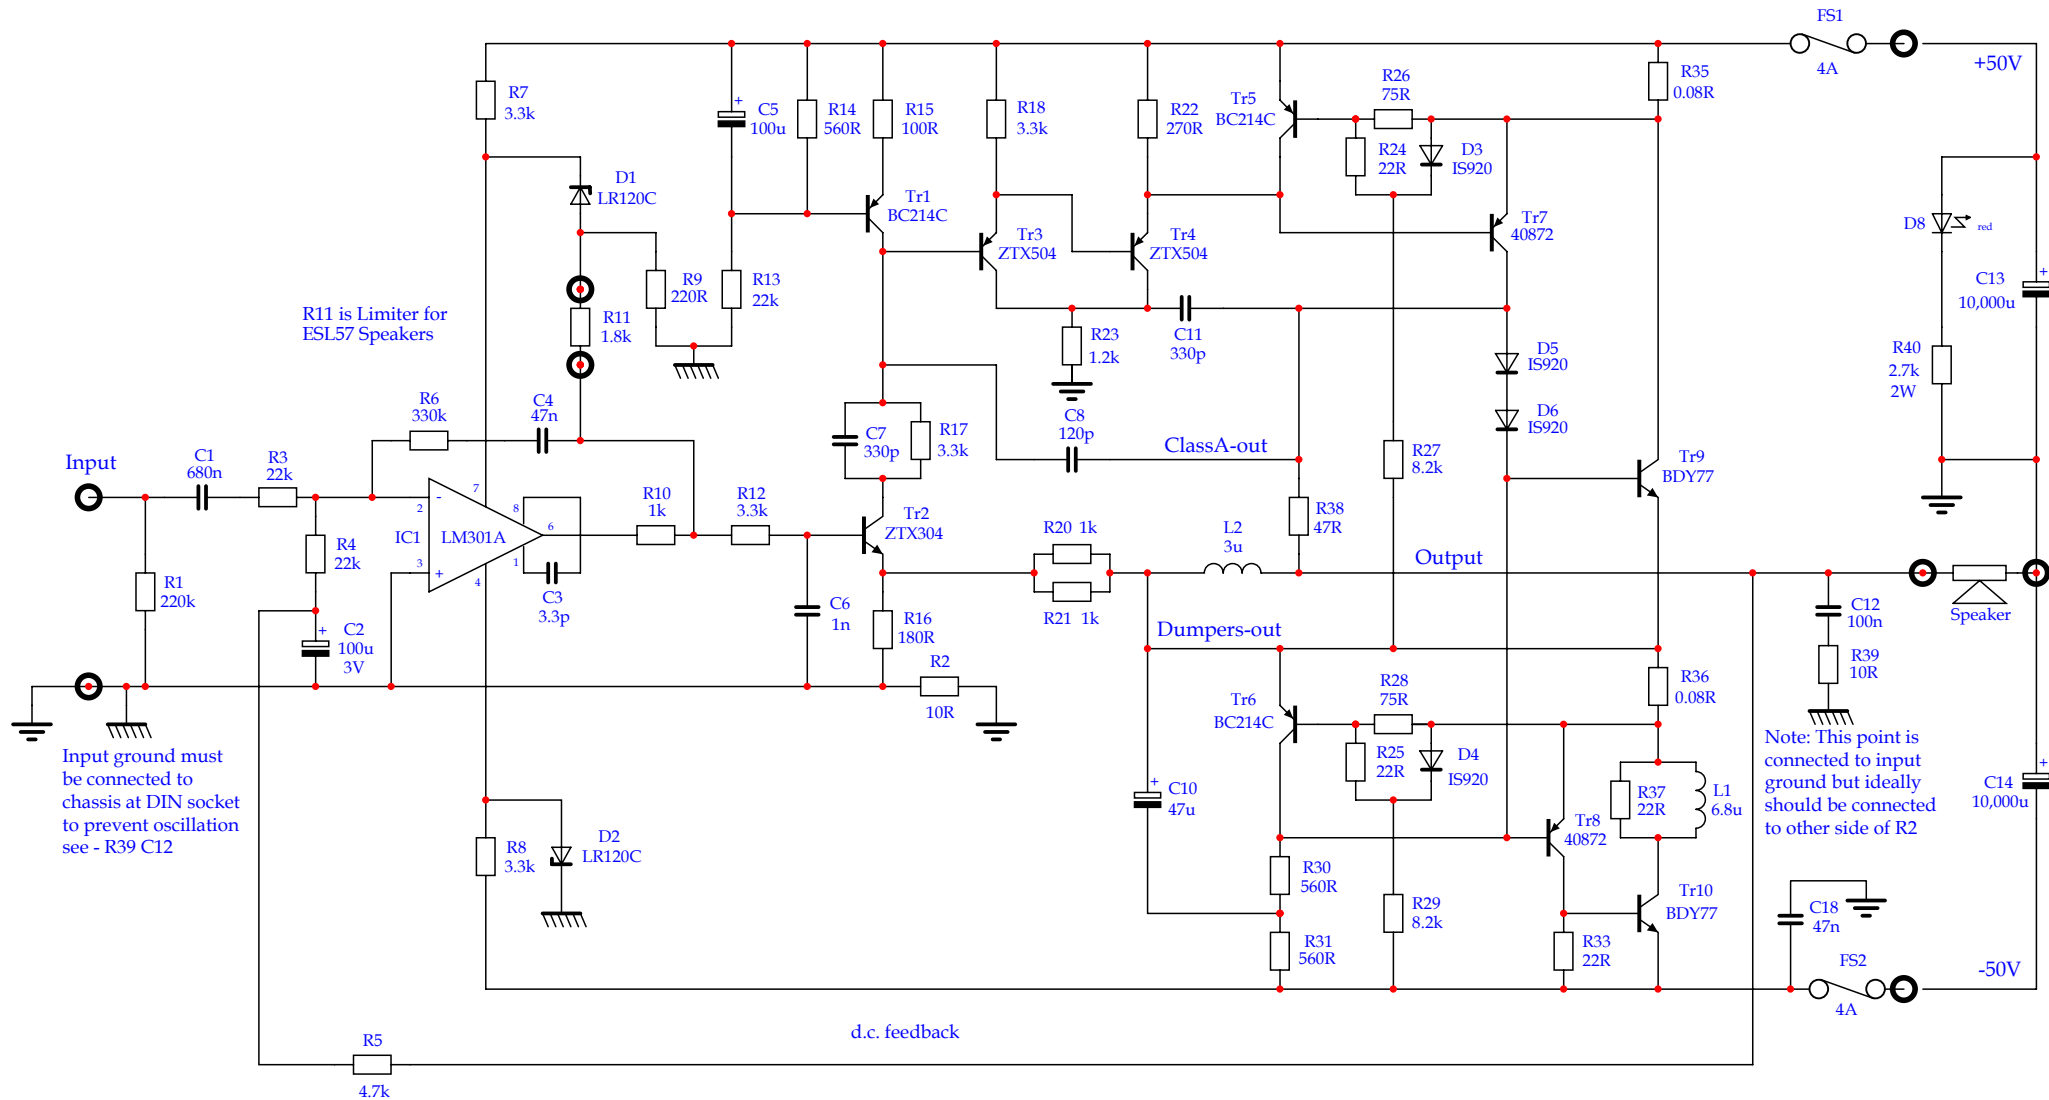 FS1
4A
+50V
R7
3.3k
C5
100u
+
R14
560R
R15
100R
R18
3.3k
R22
270R
Tr5
BC214C
R26
75R
R24
22R
D3
IS920
R35
0.08R
D1
LR120C
Tr1
BC214C
Tr3
ZTX504
Tr4
ZTX504
Tr7
40872
D8
red
C13
10,000u
+
R9
220R
R13
22k
R11 is Limiter for
ESL57 Speakers
R11
1.8k
R23
1.2k
C11
330p
D5
IS920
D6
IS920
R40
2.7k
2W
R6
330k
C4
47n
C7
330p
R17
3.3k
C8
120p
ClassA-out
R27
8.2k
Tr9
BDY77
Input
C1
680n
R3
22k
7
-
2
8
6
IC1
LM301A
3
+
1
4
R10
1k
R12
3.3k
Tr2
ZTX304
R38
47R
R4
22k
R20 1k
L2
3u
Output
R1
220k
C3
3.3p
C6
1n
R16
180R
R21 1k
C12
100n
Speaker
+
C2
100u
3V
Dumpers-out
R2
10R
R39
10R
R36
0.08R
Tr6
BC214C
R28
75R
R25
22R
D4
IS920
Input ground must
be connected to
chassis at DIN socket
to prevent oscillation
see - R39 C12
Note: This point is
connected to input
ground but ideally
should be connected
to other side of R2
+
C10
47u
R37
22R
L1
6.8u
+
C14
10,000u
R8
3.3k
D2
LR120C
Tr8
40872
R30
560R
R29
8.2k
Tr10
BDY77
C18
47n
R31
560R
R33
22R
FS2
4A
-50V
d.c. feedback
R5
4.7k